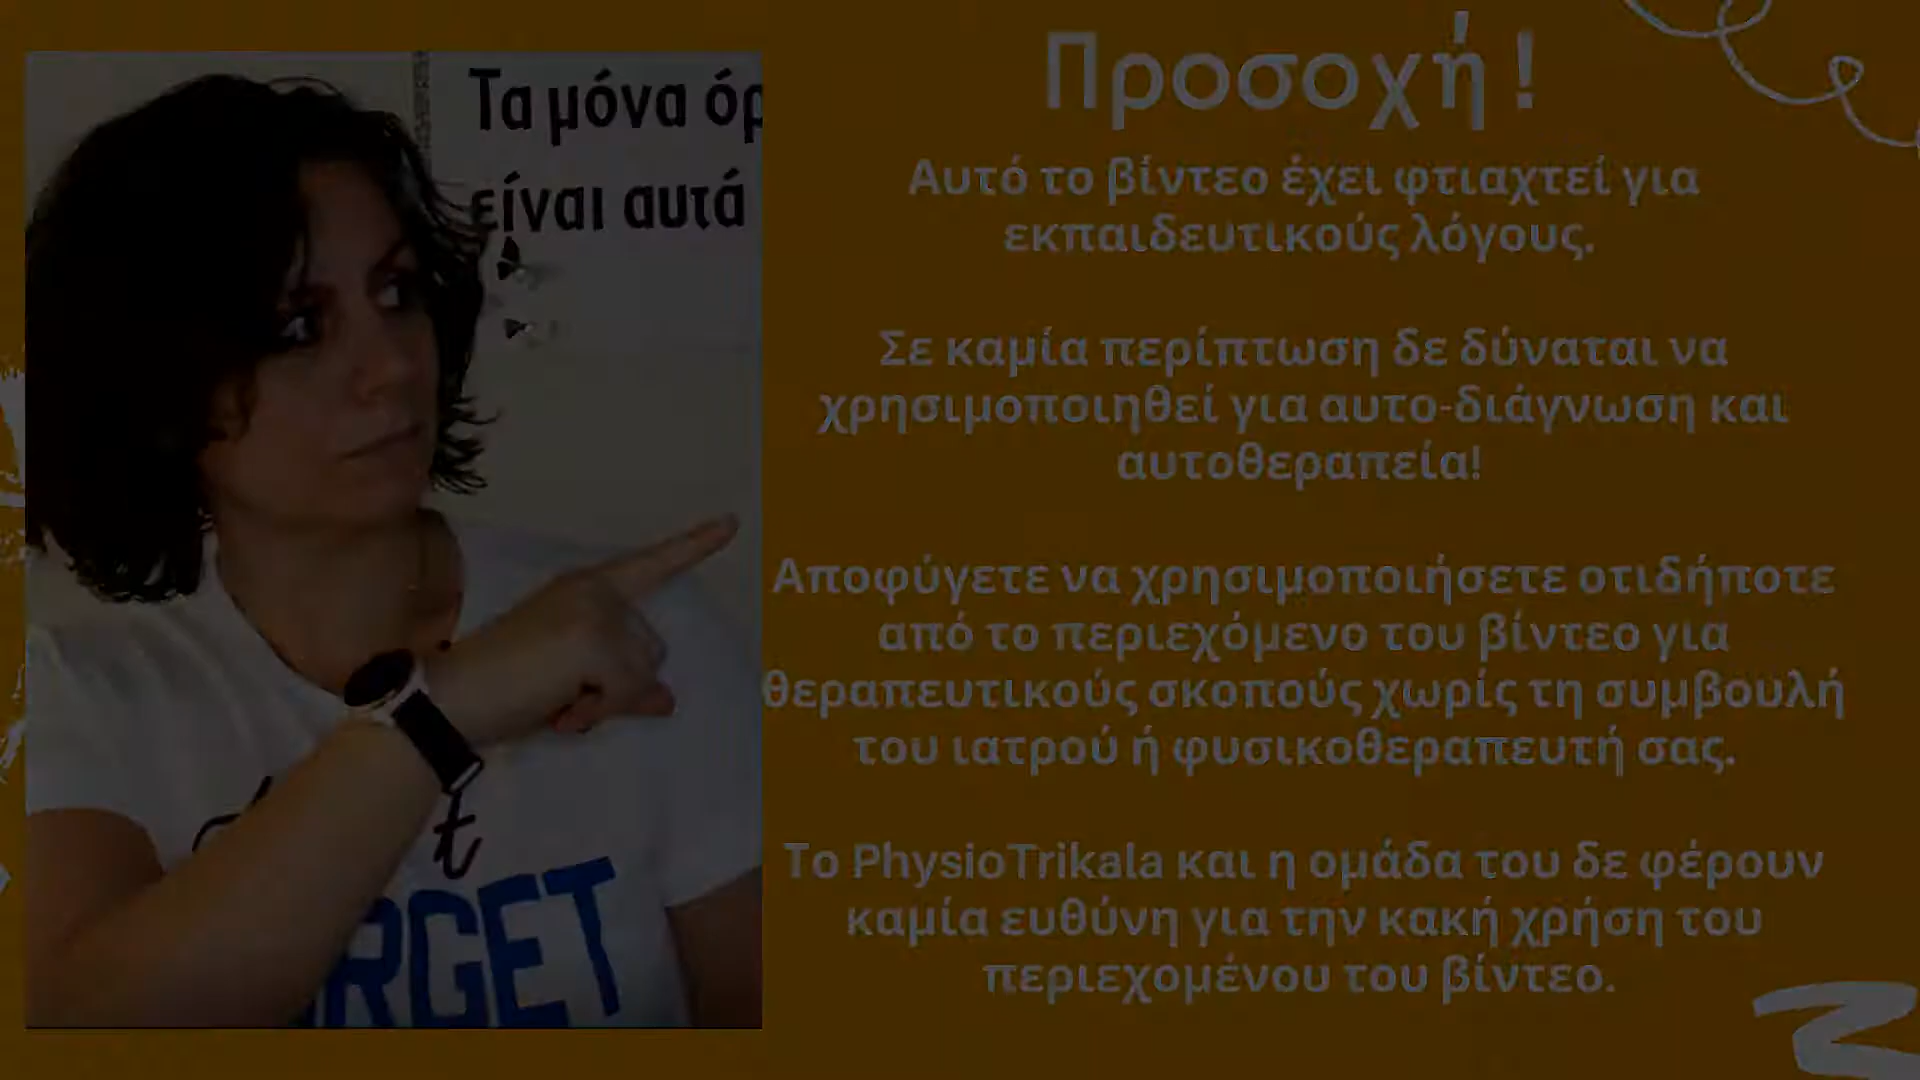 Τα μόνα όρ
είναι αυτά
t
RGET
Προσοχή!
Αυτό το βίντεο έχει φτιαχτεί για
εκπαιδευτικούς λόγους.
Σε καμία περίπτωση δε δύναται να
χρησιμοποιηθεί για αυτο-διάγνωση και
αυτοθεραπεία!
Αποφύγετε να χρησιμοποιήσετε οτιδήποτε
από το περιεχόμενο του βίντεο για
θεραπευτικούς σκοπούς χωρίς τη συμβουλή
του ιατρού ή φυσικοθεραπευτή σας.
Το PhysioTrikala και η ομάδα του δε φέρουν
καμία ευθύνη για την κακή χρήση του
περιεχομένου του βίντεο.